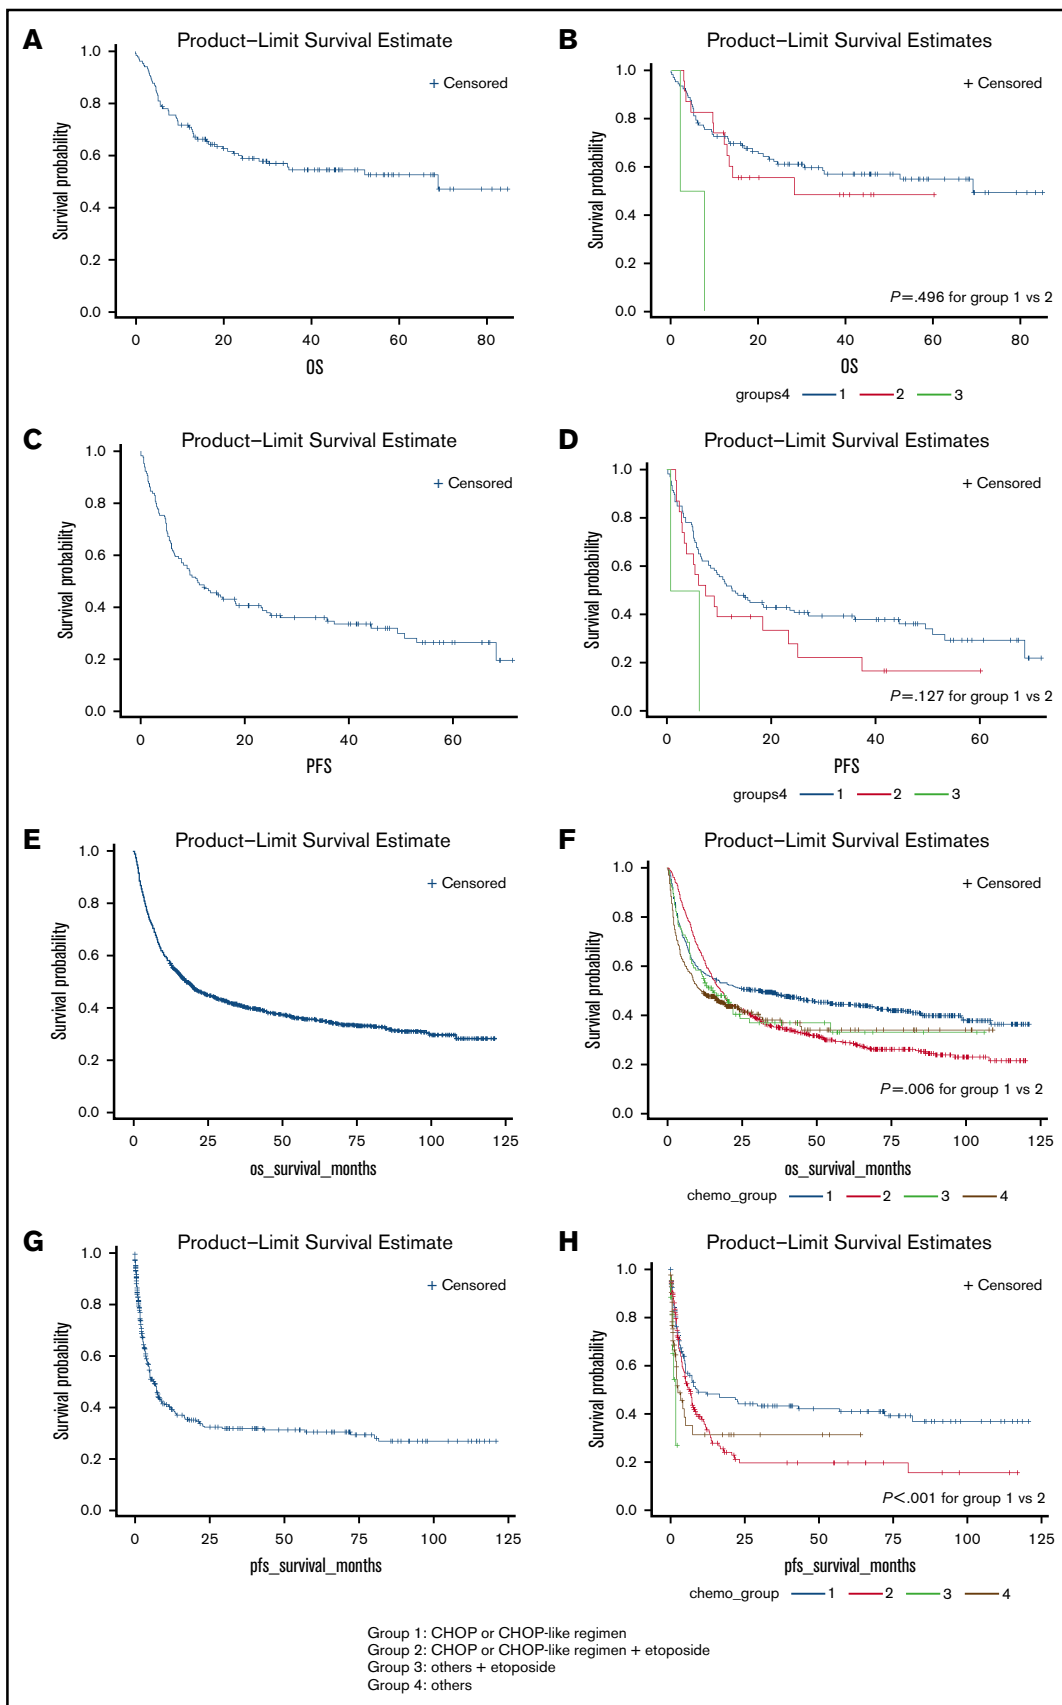 A
Product–Limit Survival Estimate
+ Censored
Survival probability
1.0
0.8
0.6
0.4
0.2
0.0
0 20 40 60 80
OS
B
Product–Limit Survival Estimates
+ Censored
Survival probability
1.0
0.8
0.6
0.4
0.2
0.0
P=.496 for group 1 vs 2
0 20 40 60 80
OS
groups4 1 2 3
C
Product–Limit Survival Estimate
+ Censored
Survival probability
1.0
0.8
0.6
0.4
0.2
0.0
0 20 40 60
PFS
D
Product–Limit Survival Estimates
+ Censored
Survival probability
1.0
0.8
0.6
0.4
0.2
0.0
P=.127 for group 1 vs 2
0 20 40 60
PFS
groups4 1 2 3
E
Product–Limit Survival Estimate
+ Censored
Survival probability
1.0
0.8
0.6
0.4
0.2
0.0
0 25 50 75 100 125
os_survival_months
F
Product–Limit Survival Estimates
+ Censored
Survival probability
1.0
0.8
0.6
0.4
0.2
0.0
P=.006 for group 1 vs 2
0 25 50 75 100 125
os_survival_months
chemo_group 1 2 3 4
G
Product–Limit Survival Estimate
+ Censored
Survival probability
1.0
0.8
0.6
0.4
0.2
0.0
0 25 50 75 100 125
pfs_survival_months
H
Product–Limit Survival Estimates
+ Censored
Survival probability
1.0
0.8
0.6
0.4
0.2
0.0
P<.001 for group 1 vs 2
0 25 50 75 100 125
pfs_survival_months
chemo_group 1 2 3 4
Group 1: CHOP or CHOP-like regimen
Group 2: CHOP or CHOP-like regimen + etoposide
Group 3: others + etoposide
Group 4: others